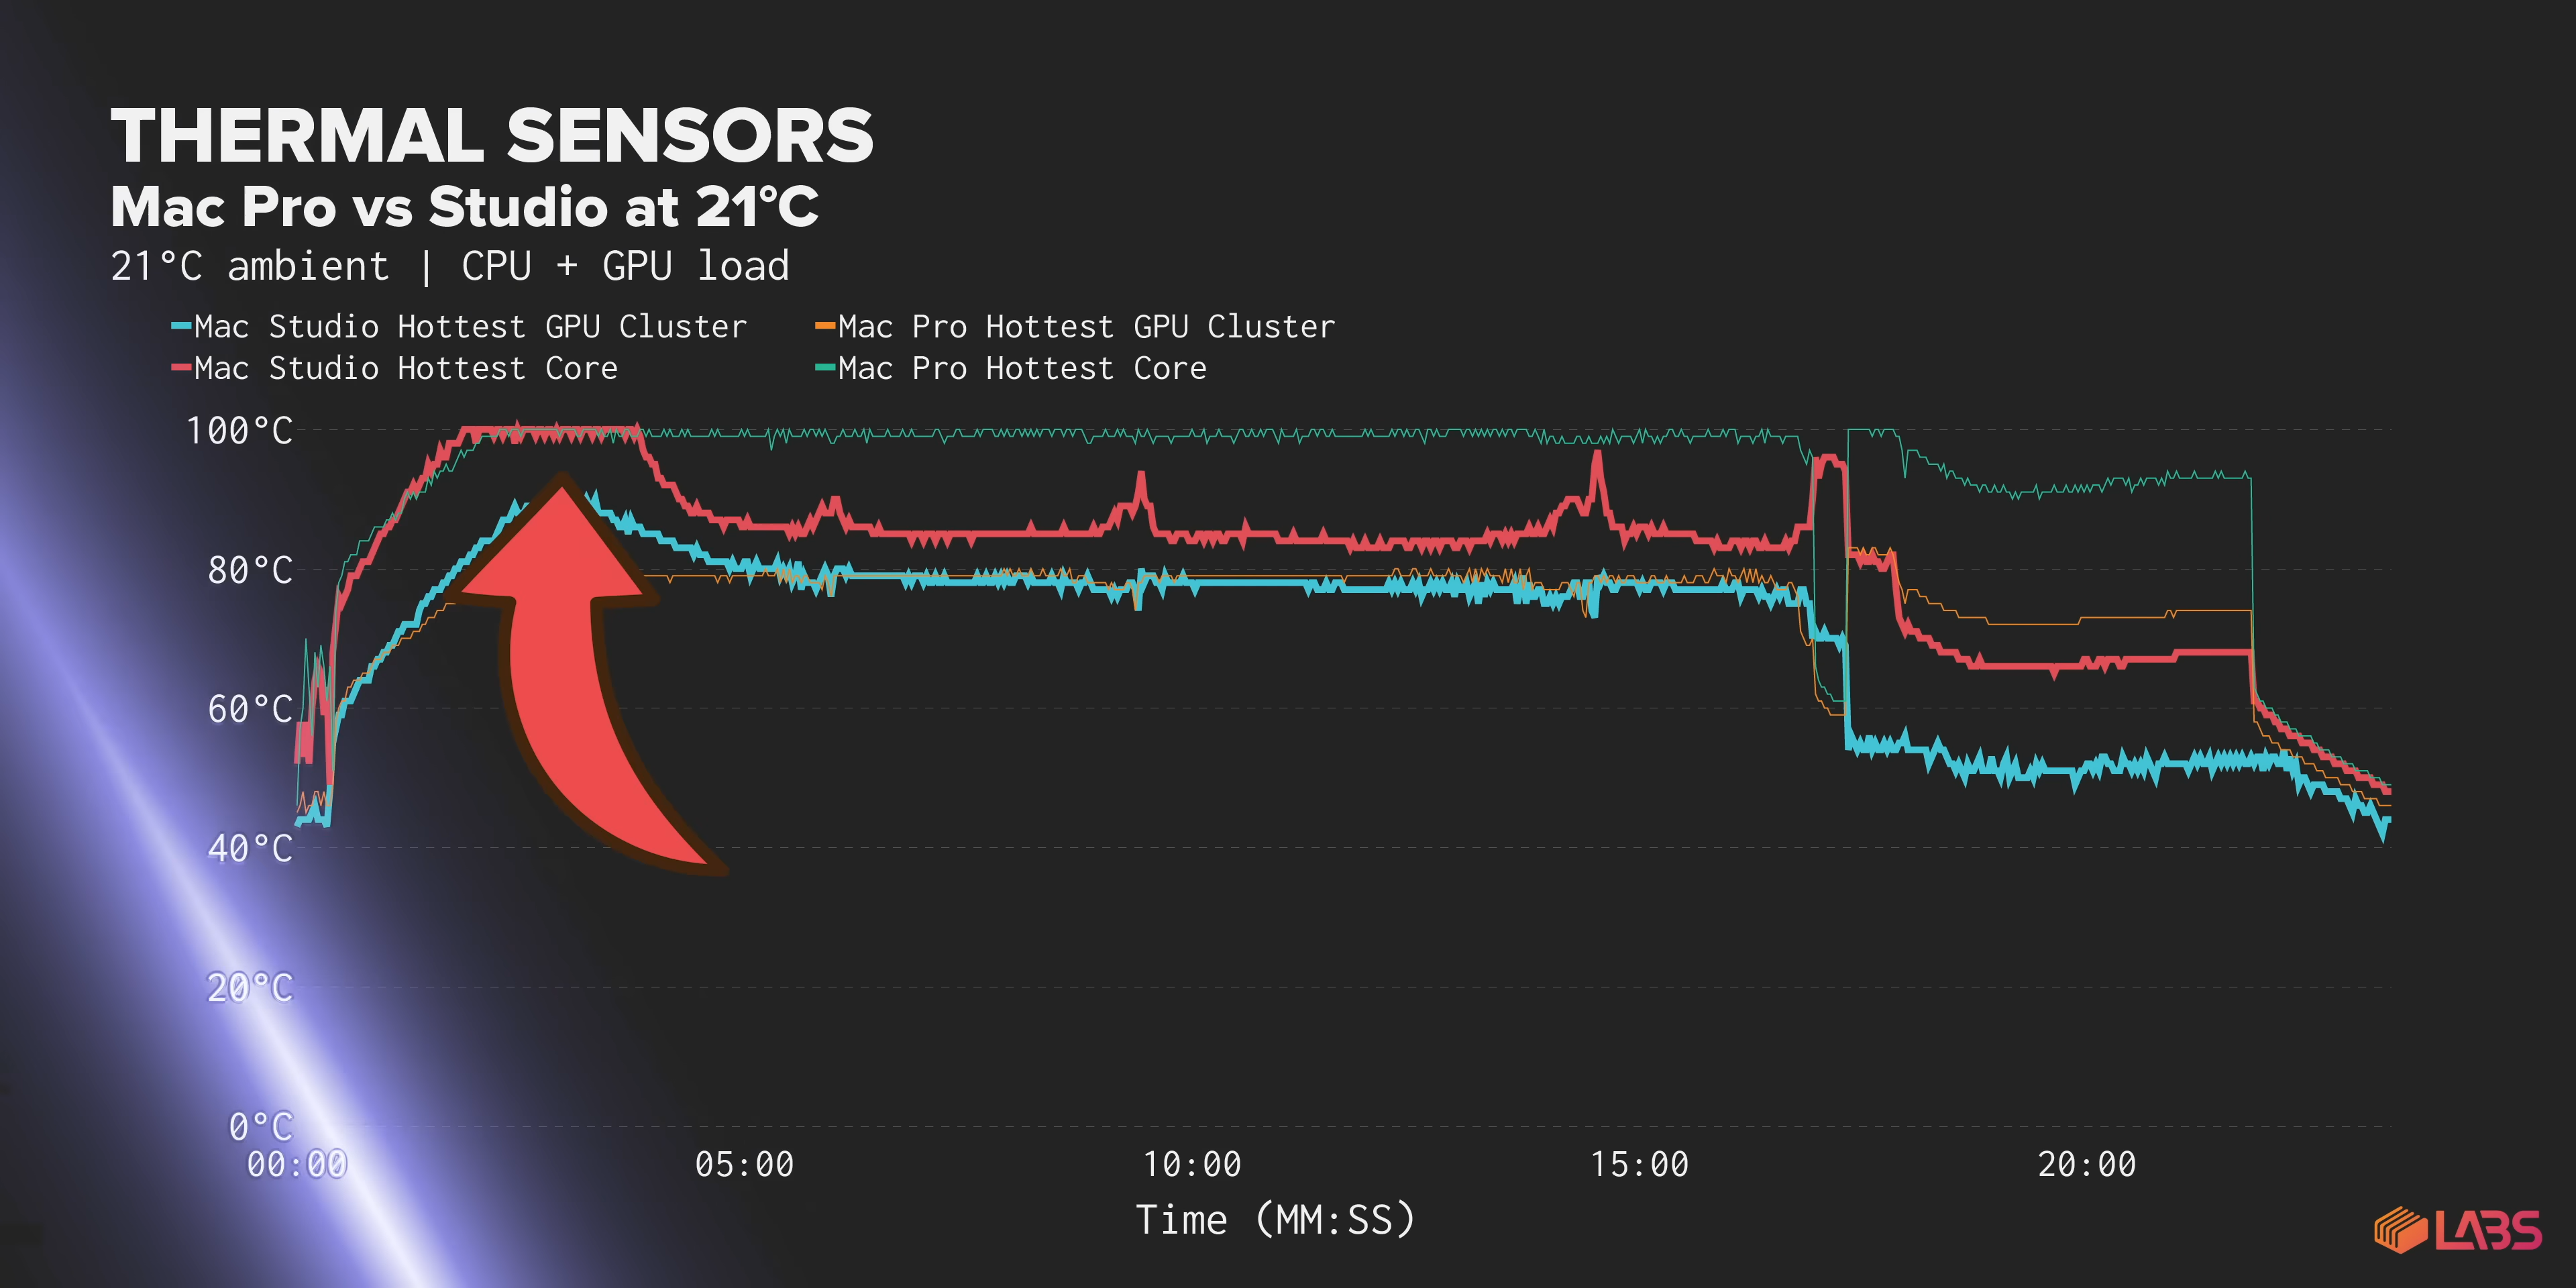 THERMAL SENSORS
Mac Pro vs Studio at 21°C
21°C ambient | CPU + GPU load
Mac Studio Hottest GPU Cluster
Mac Pro Hottest GPU Cluster
Mac Studio Hottest Core
Mac Pro Hottest Core
100°C
80°C
60°C
40°C
20°C
0°C
00:00 05:00 10:00 15:00 20:00
Time (MM:SS)
LABS